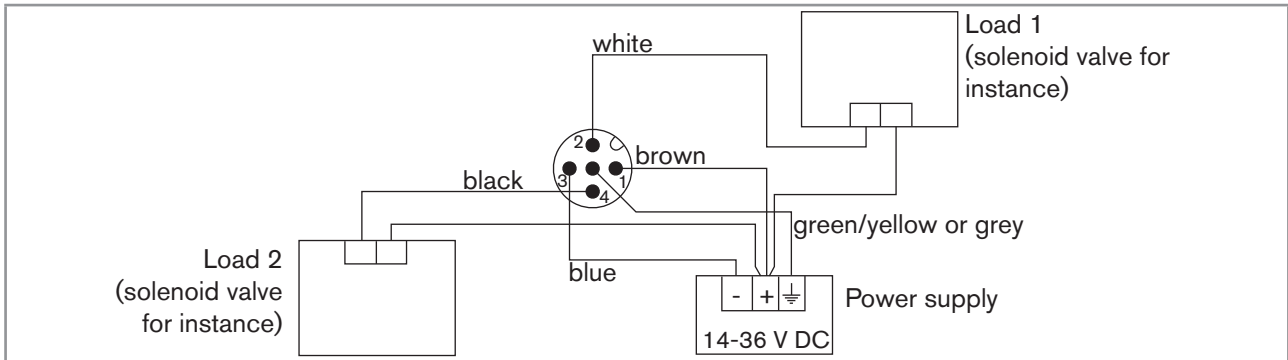 white
Load 1
(solenoid valve for
instance)
2
brown
3
1
black
4
green/yellow or grey
Load 2
(solenoid valve
for instance)
blue
- +
Power supply
14-36 V DC